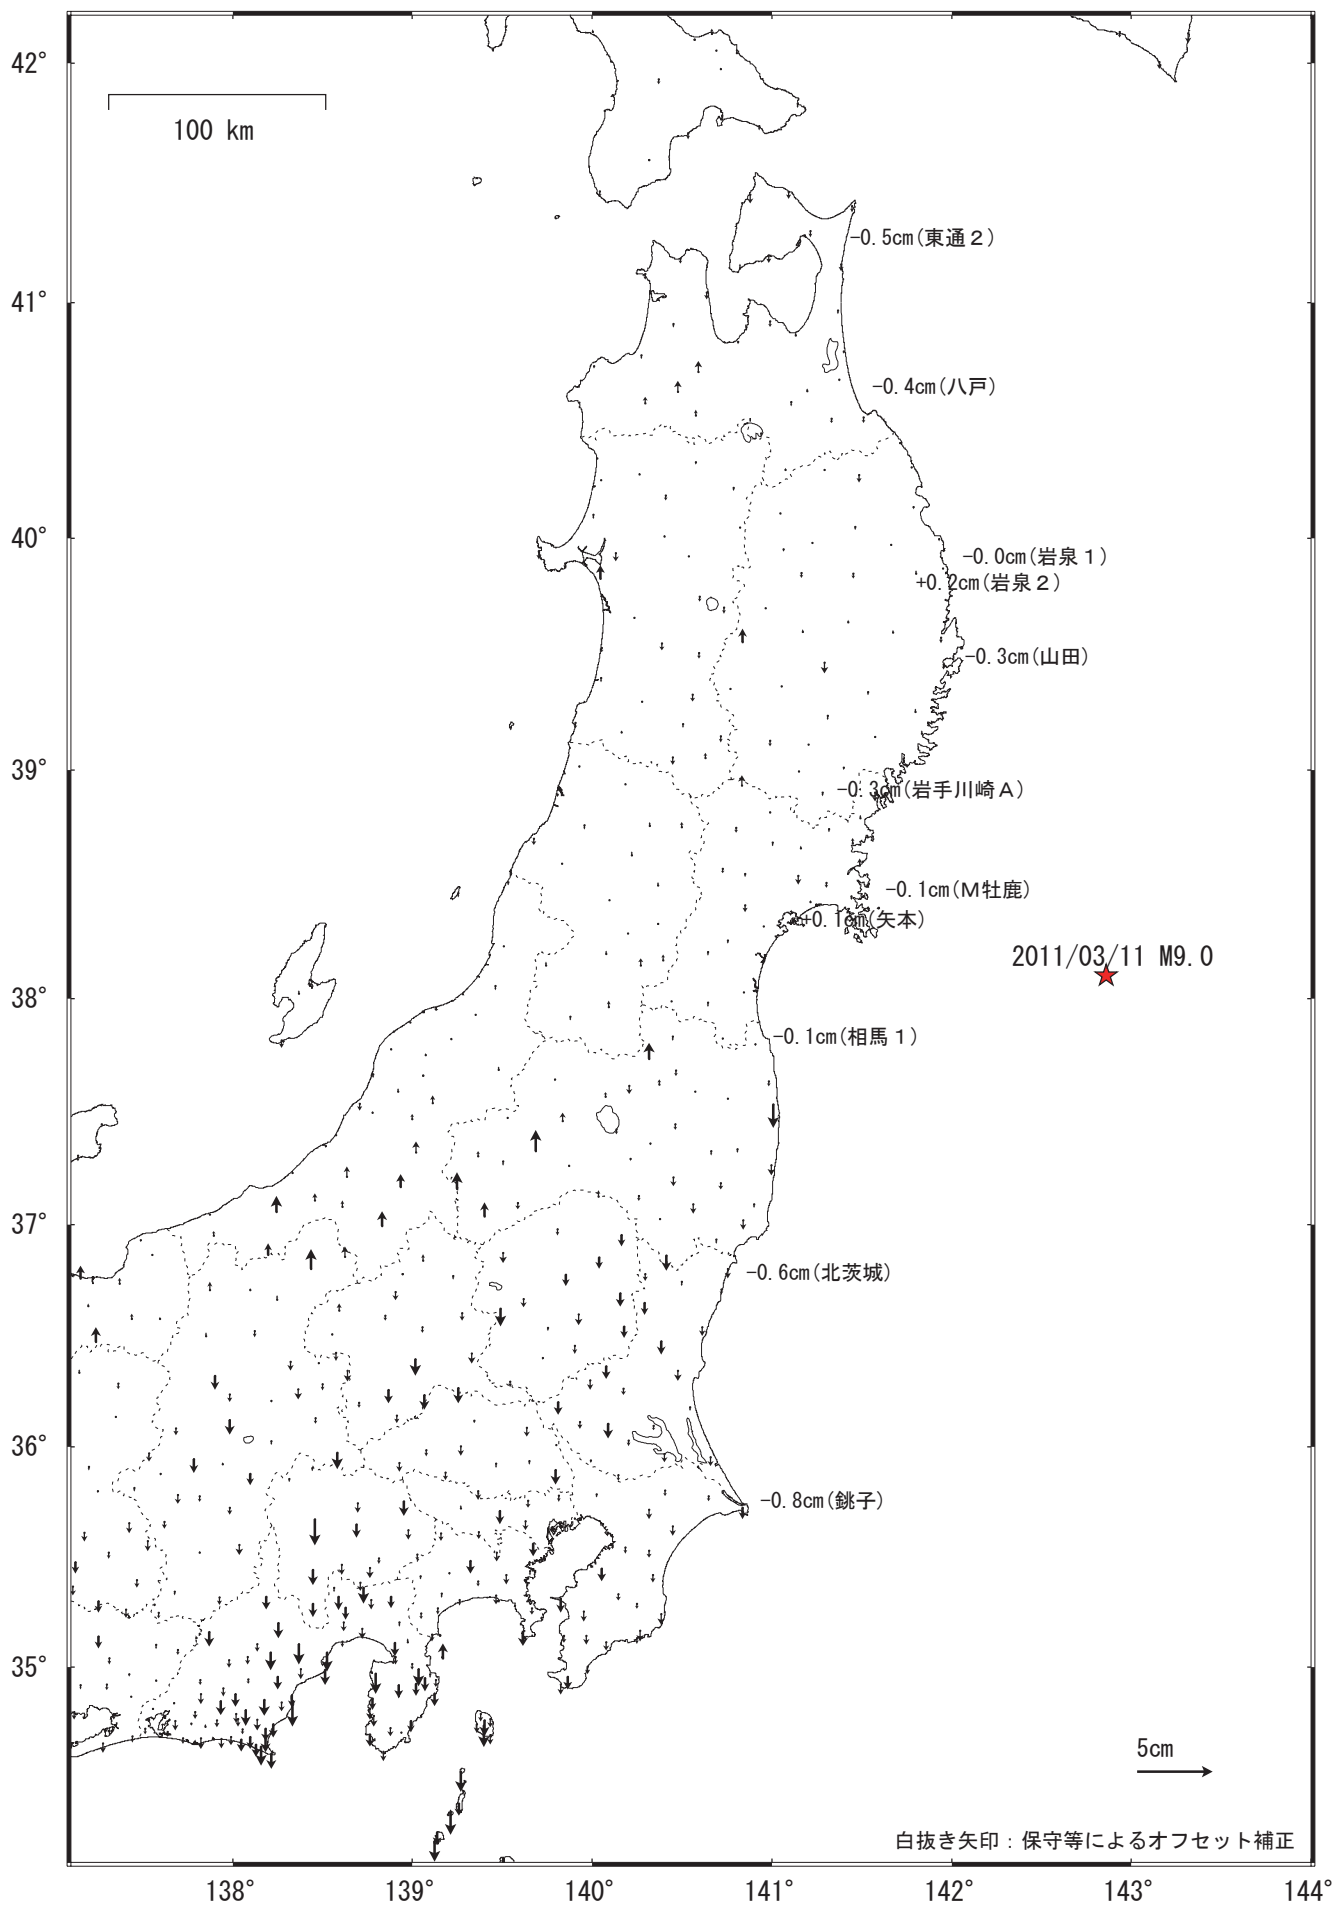 42°
100 km
-0.5cm(東通２)
41°
-0.4cm(八戸)
40°
-0.0cm(岩泉１)
+0.2cm(岩泉２)
-0.3cm(山田)
39°
-0.3cm(岩手川崎Ａ)
-0.1cm(Ｍ牡鹿)
+0.1cm(矢本)
2011/03/11 M9.0
38°
-0.1cm(相馬１)
37°
-0.6cm(北茨城)
36°
-0.8cm(銚子)
35°
5cm
白抜き矢印：保守等によるオフセット補正
138° 139° 140° 141° 142° 143° 144°